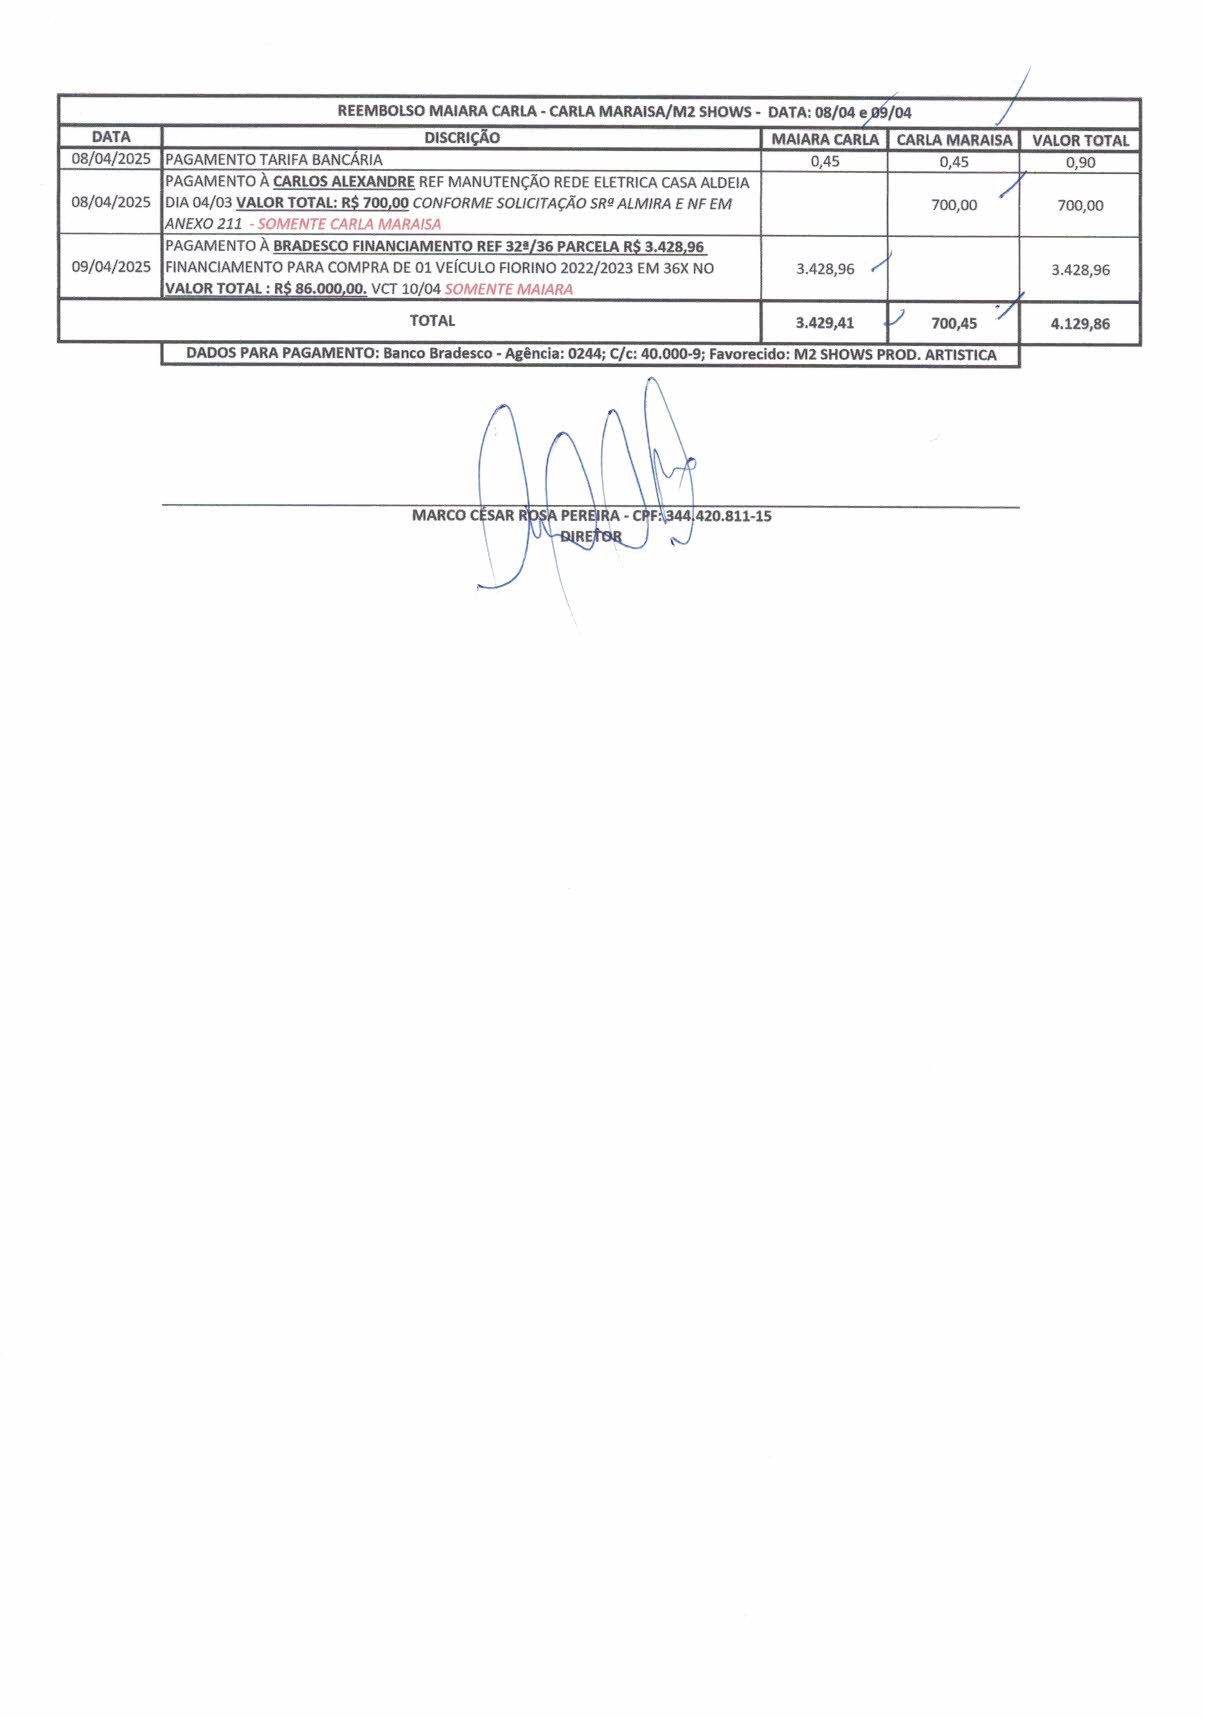 REEMBOLSO MAIARA CARLA - CARLA MARAISA/M2 SHOWS - DATA: 08/04 e 09/04
DATA DISCRIÇÃO MAIARA CARLA CARLA MARAISA VALOR TOTAL
08/04/2025 PAGAMENTO TARIFA BANCÁRIA 0,45 0,45 0,90
PAGAMENTO À CARLOS ALEXANDRE REF MANUTENÇÃO REDE ELETRICA CASA ALDEIA
08/04/2025 DIA 04/03 VALOR TOTAL: R$ 700,00 CONFORME SOLICITAÇÃO SRª ALMIRA E NF EM 700,00 700,00
ANEXO 211 - SOMENTE CARLA MARAISA
PAGAMENTO À BRADESCO FINANCIAMENTO REF 32ª/36 PARCELA R$ 3.428,96
09/04/2025 FINANCIAMENTO PARA COMPRA DE 01 VEÍCULO FIORINO 2022/2023 EM 36X NO 3.428,96 3.428,96
VALOR TOTAL : R$ 86.000,00. VCT 10/04 SOMENTE MAIARA
TOTAL 3.429,41 700,45 4.129,86
DADOS PARA PAGAMENTO: Banco Bradesco - Agência: 0244; C/c: 40.000-9; Favorecido: M2 SHOWS PROD. ARTISTICA
MARCO CÉSAR ROSA PEREIRA - CPF: 344.420.811-15
DIRETOR